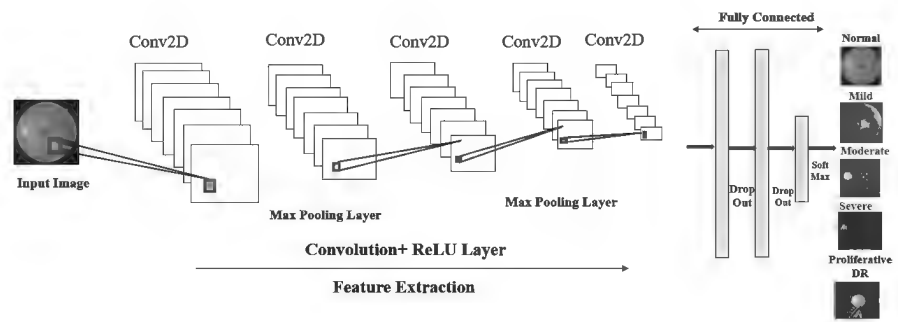 Fully Connected
Conv2D
Conv2D
Conv2D
Conv2D
Conv2D
Normal
Mild
Input Image
Moderate
Soft
Max
Drop
Out
Drop
Out
Max Pooling Layer
Max Pooling Layer
Severe
Convolution+ ReLU Layer
Proliferative
DR
Feature Extraction